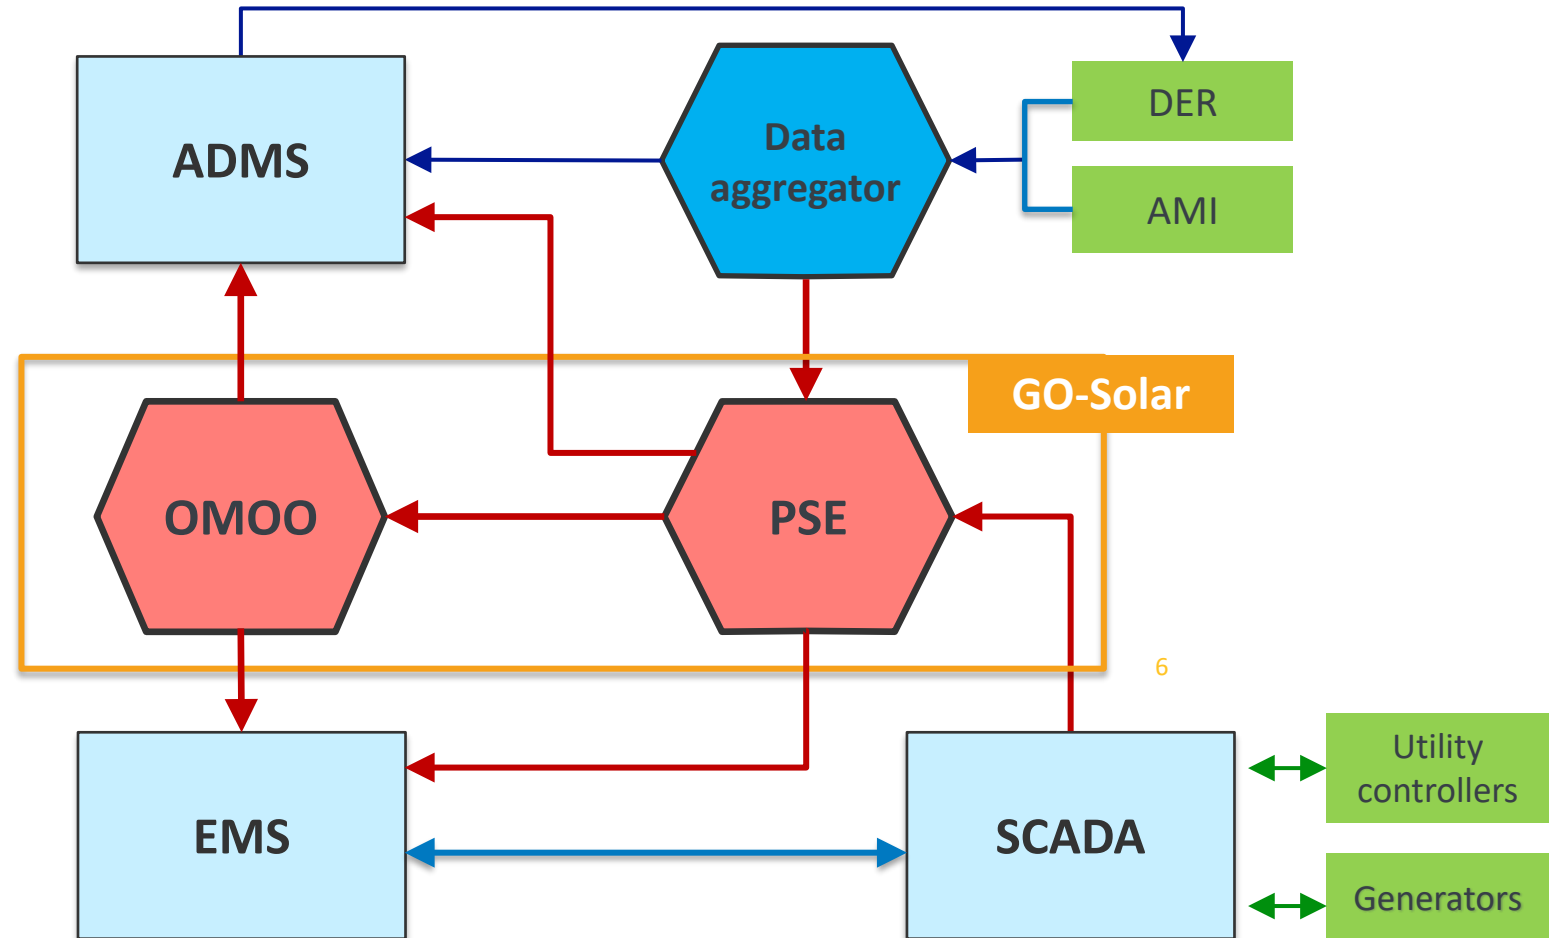 ADMS
Data
aggregator
DER
AMI
GO-Solar
OMOO
PSE
6
EMS
SCADA
Utility
controllers
Generators